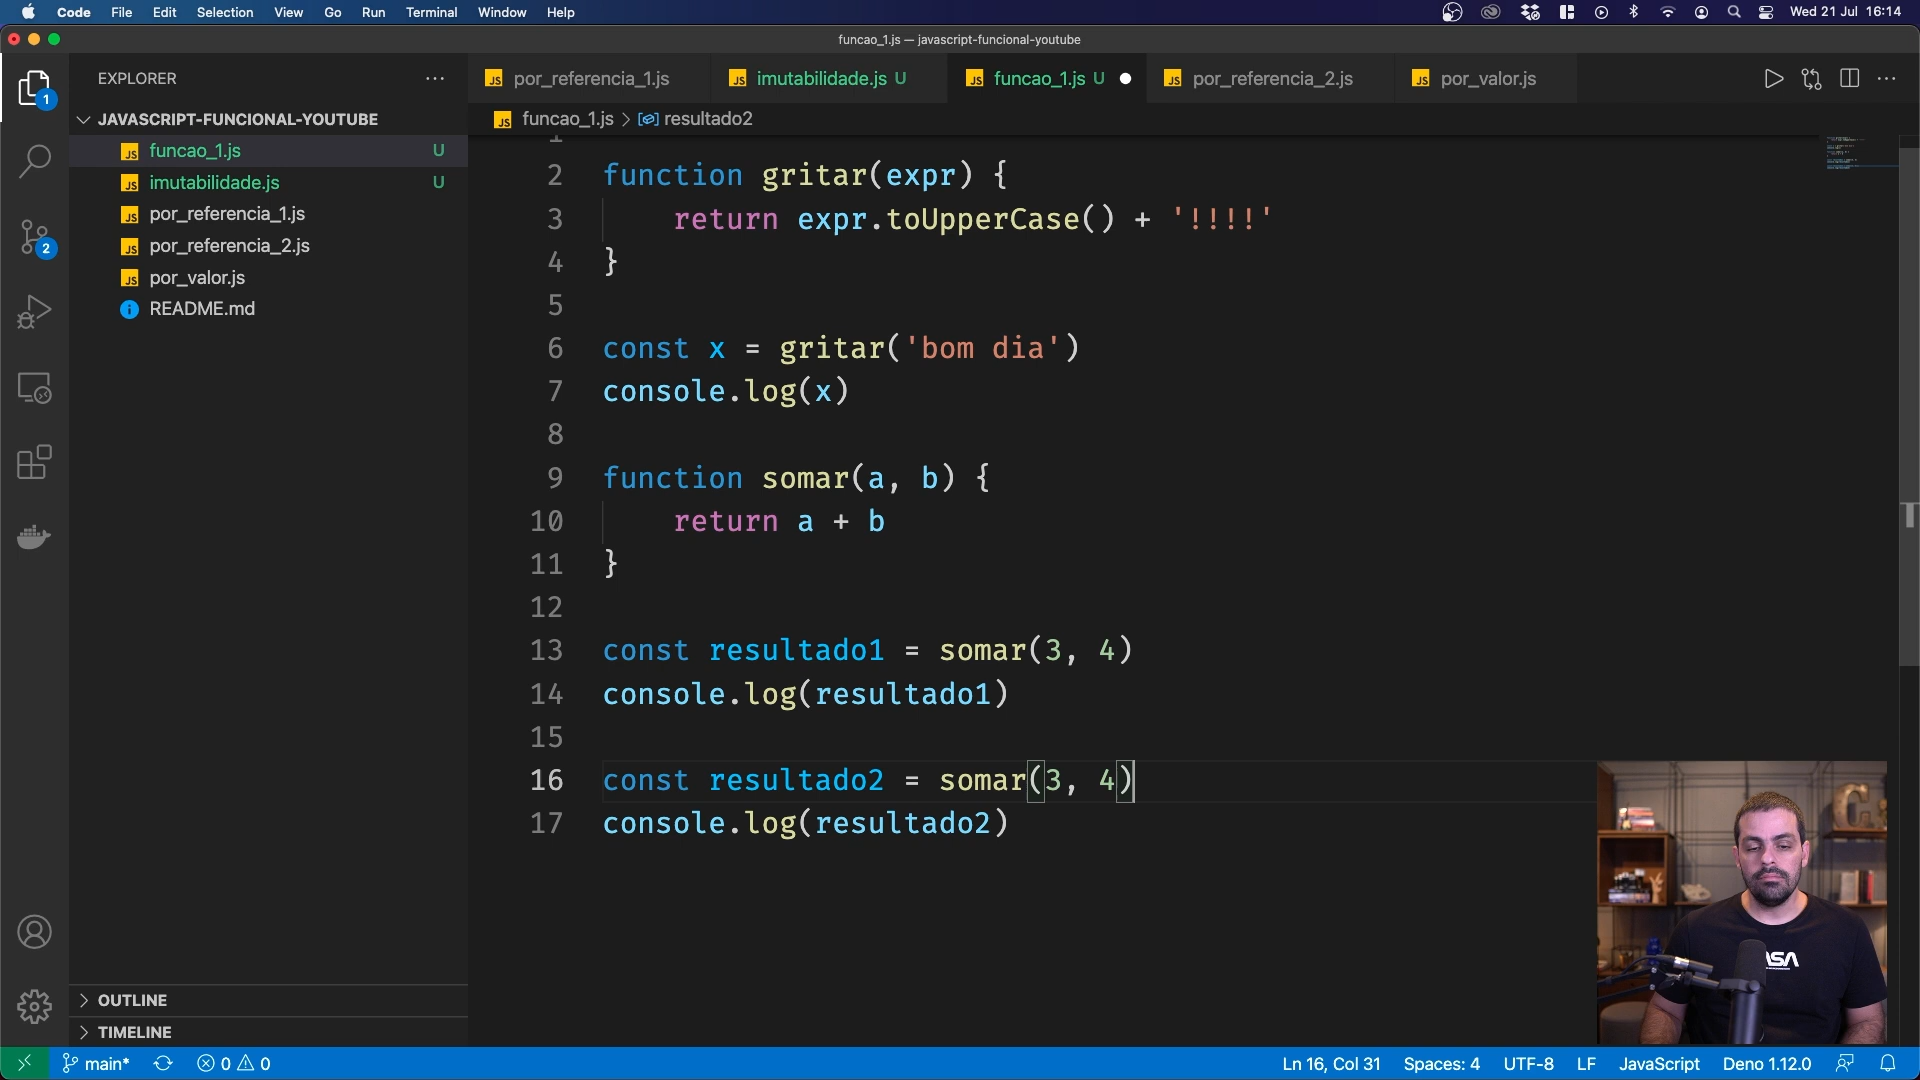 Code File Edit Selection View Go Run Terminal Window Help Wed 21 Jul 16:14
funcao_1.js — javascript-funcional-youtube
EXPLORER
JAVASCRIPT-FUNCIONAL-YOUTUBE
funcao_1.js U
imutabilidade.js U
por_referencia_1.js
por_referencia_2.js
por_valor.js
README.md
OUTLINE
TIMELINE
1
2
por_referencia_1.js imutabilidade.js U funcao_1.js U por_referencia_2.js por_valor.js
funcao_1.js > resultado2
1
2 function gritar(expr) {
3 return expr.toUpperCase() + '!!!!'
4 }
5
6 const x = gritar('bom dia')
7 console.log(x)
8
9 function somar(a, b) {
10 return a + b
11 }
12
13 const resultado1 = somar(3, 4)
14 console.log(resultado1)
15
16 const resultado2 = somar(3, 4)
17 console.log(resultado2)
main* 0 0 Ln 16, Col 31 Spaces: 4 UTF-8 LF JavaScript Deno 1.12.0